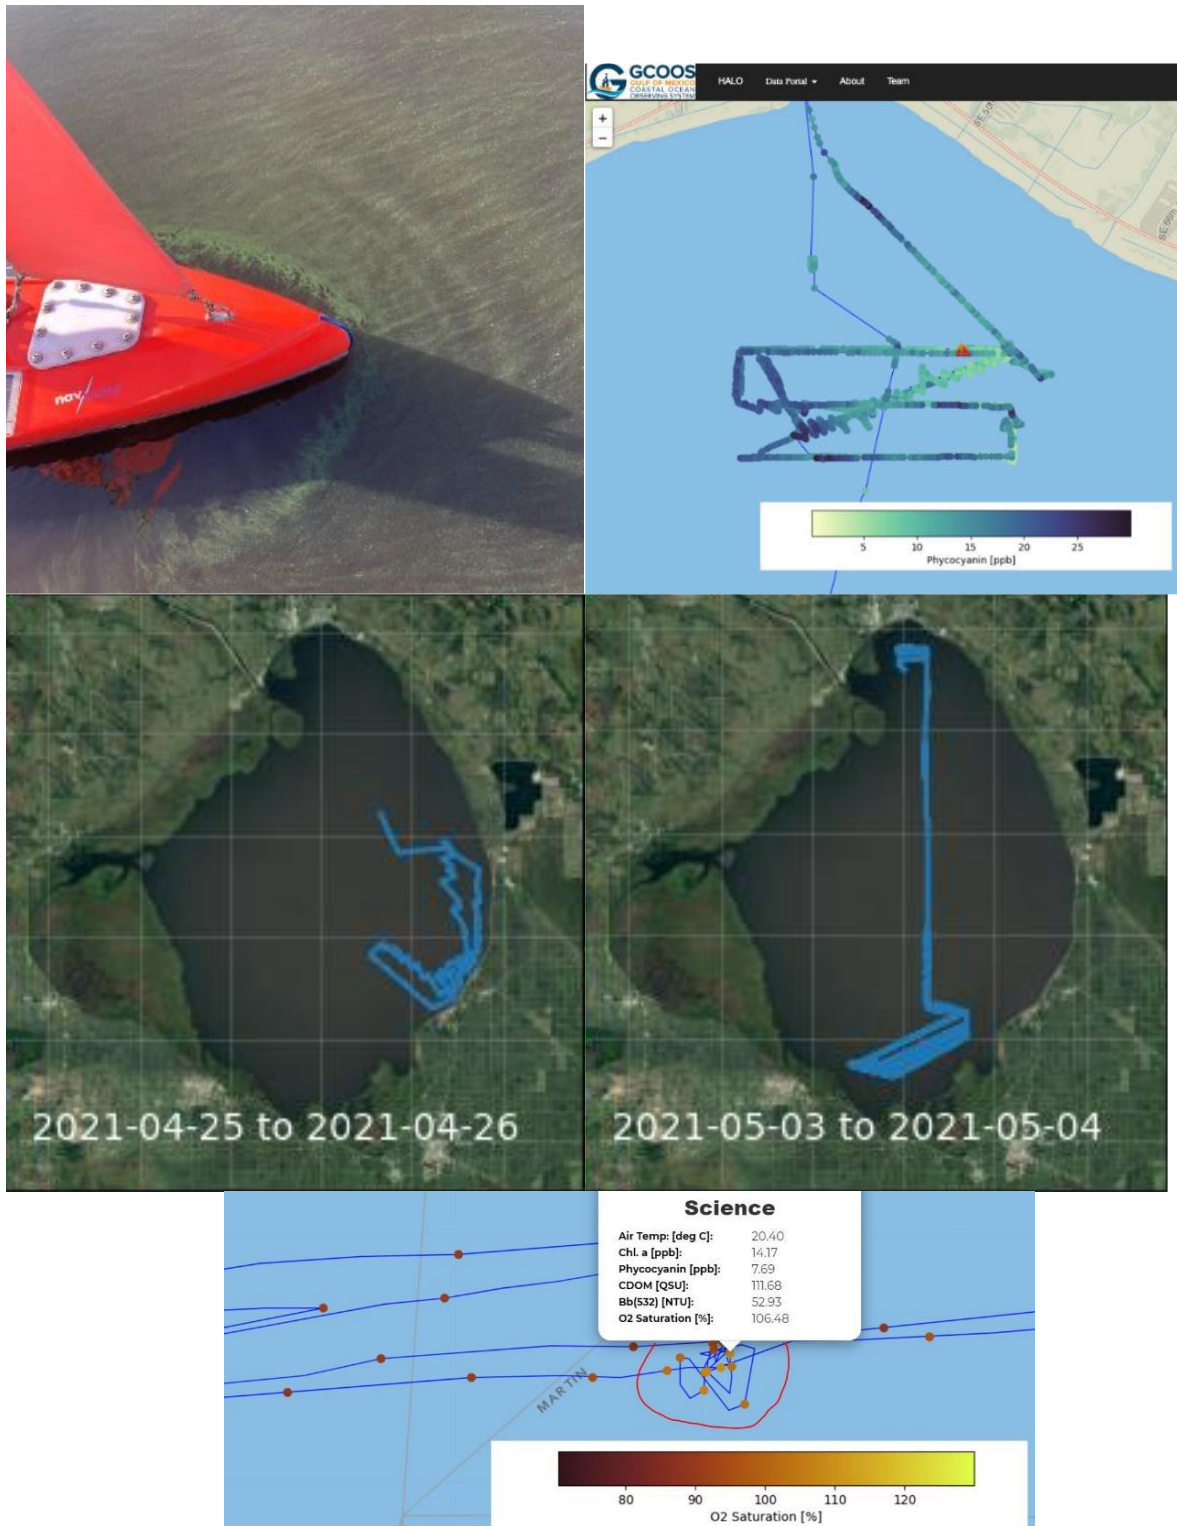 nav
GCOOS
GULF OF MEXICO
COASTAL OCEAN
OBSERVING SYSTEM
HALO
Data Portal
About
Team
+
−
5 10 15 20 25
Phycocyanin [ppb]
2021-04-25 to 2021-04-26
2021-05-03 to 2021-05-04
Science
Air Temp: [deg C]: 20.40
Chl. a [ppb]: 14.17
Phycocyanin [ppb]: 7.69
CDOM [QSU]: 111.68
Bb(532) [NTU]: 52.93
O2 Saturation [%]: 106.48
MARTIN
80 90 100 110 120
O2 Saturation [%]